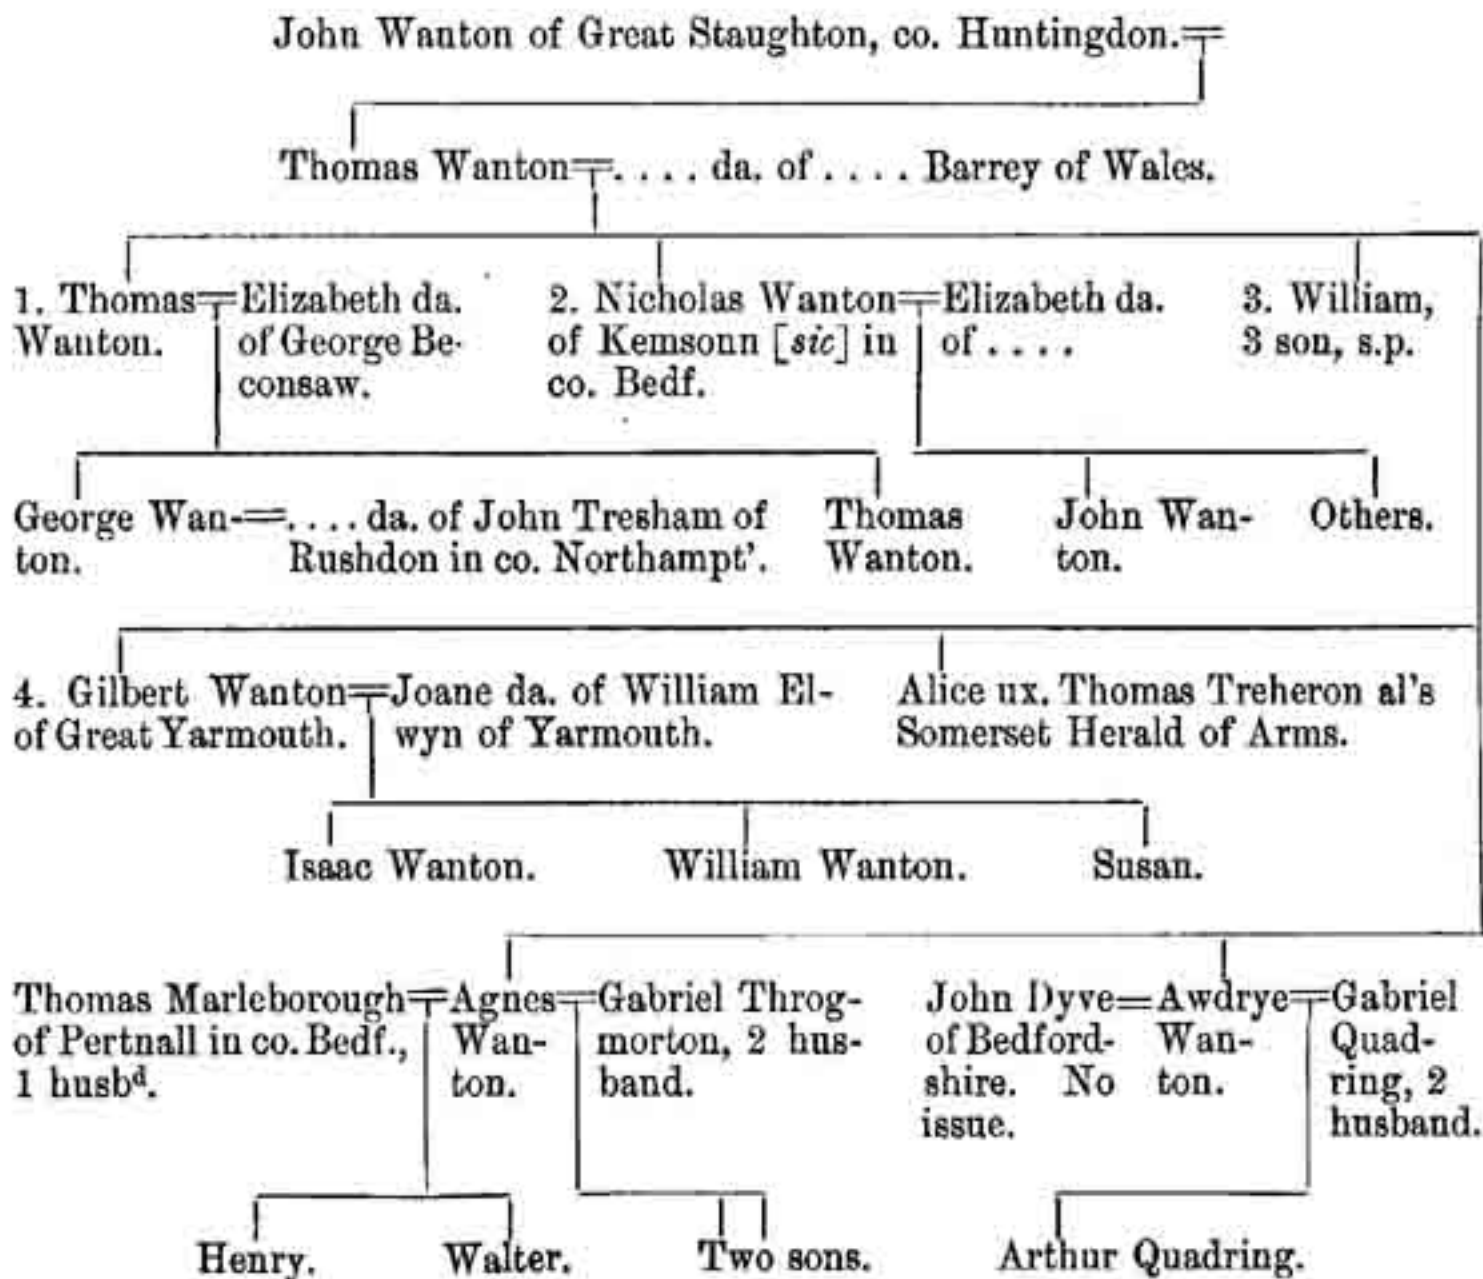 John Wanton of Great Staughton, co. Huntingdon.
Thomas Wanton=. . . . da. of . . . . Barrey of Wales.
1. Thomas=Elizabeth da.
Wanton. of George Be-
consaw.
2. Nicholas Wanton=Elizabeth da.
of Kemsonn [sic] in of . . . .
co. Bedf.
3. William,
3 son, s.p.
George Wan-=. . . . da. of John Tresham of
ton. Rushdon in co. Northampt'.
Thomas
Wanton.
John Wan-
ton.
Others.
4. Gilbert Wanton=Joane da. of William El-
of Great Yarmouth. wyn of Yarmouth.
Alice ux. Thomas Treheron al's
Somerset Herald of Arms.
Isaac Wanton. William Wanton. Susan.
Thomas Marleborough=Agnes=Gabriel Throg-
of Pertnall in co. Bedf., Wan- morton, 2 hus-
1 husbd. ton. band.
John Dyve=Awdrye=Gabriel
of Bedford- Wan- Quad-
shire. No ton. ring, 2
issue. husband.
Henry. Walter. Two sons. Arthur Quadring.